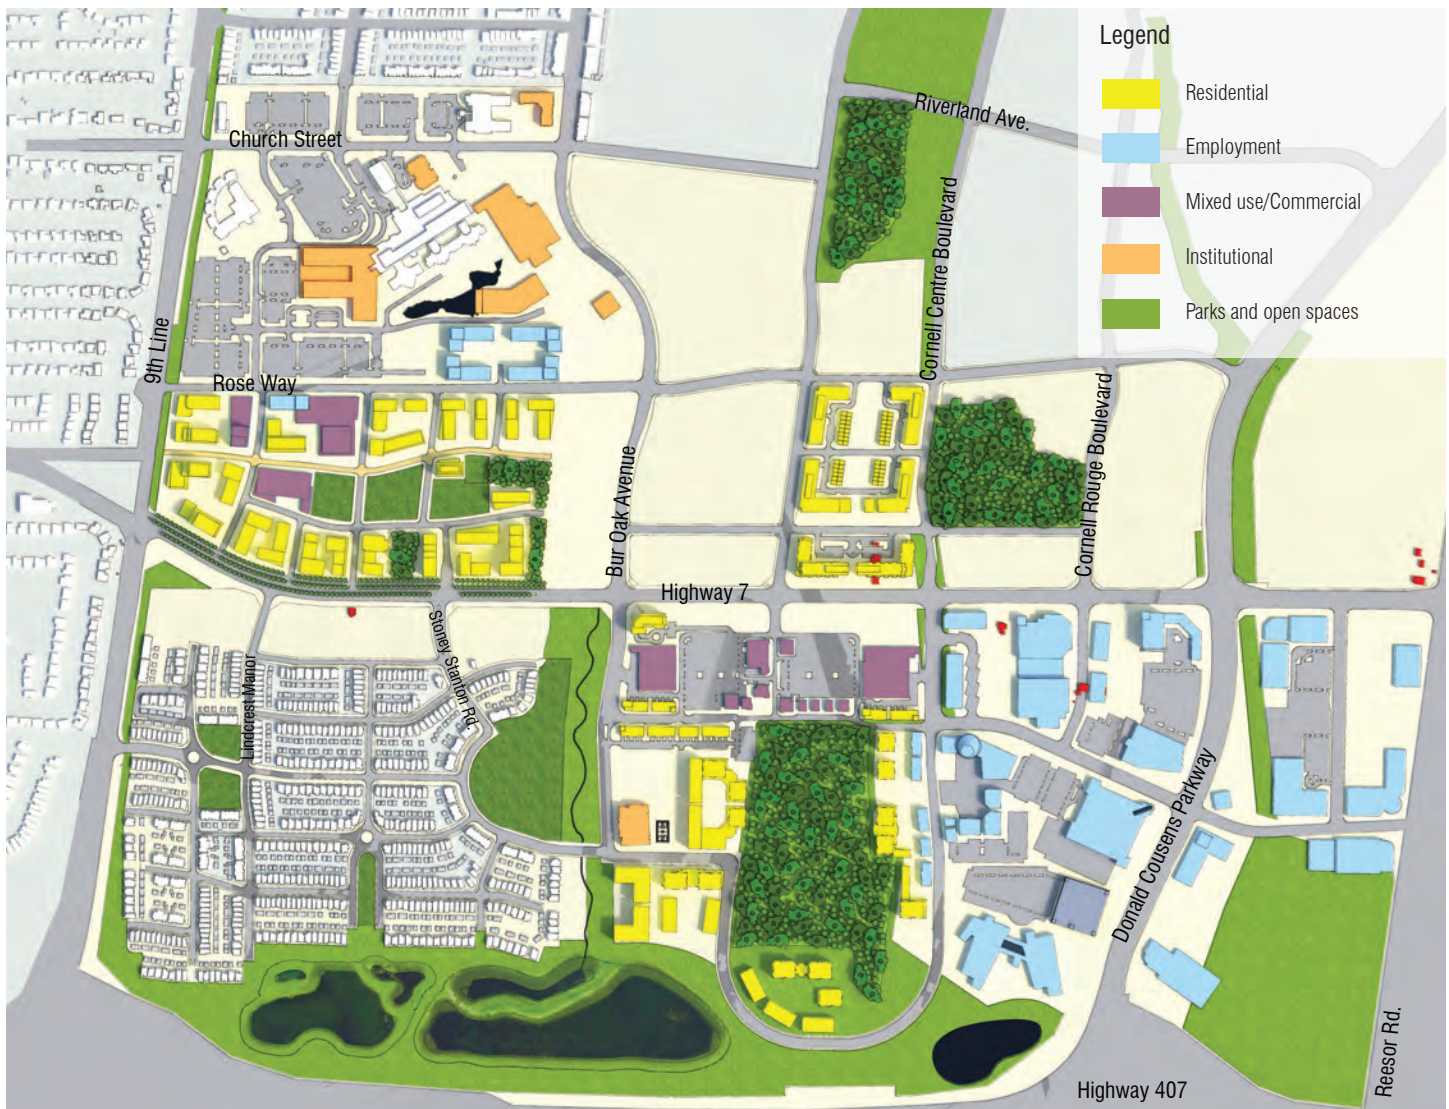 Legend
Residential
Employment
Mixed use/Commercial
Institutional
Parks and open spaces
Riverland Ave.
Church Street
Cornell Centre Boulevard
9th Line
Rose Way
Cornell Rouge Boulevard
Bur Oak Avenue
Highway 7
Stoney Stanton Rd.
Lindcrest Manor
Donald Cousens Parkway
Reesor Rd.
Highway 407